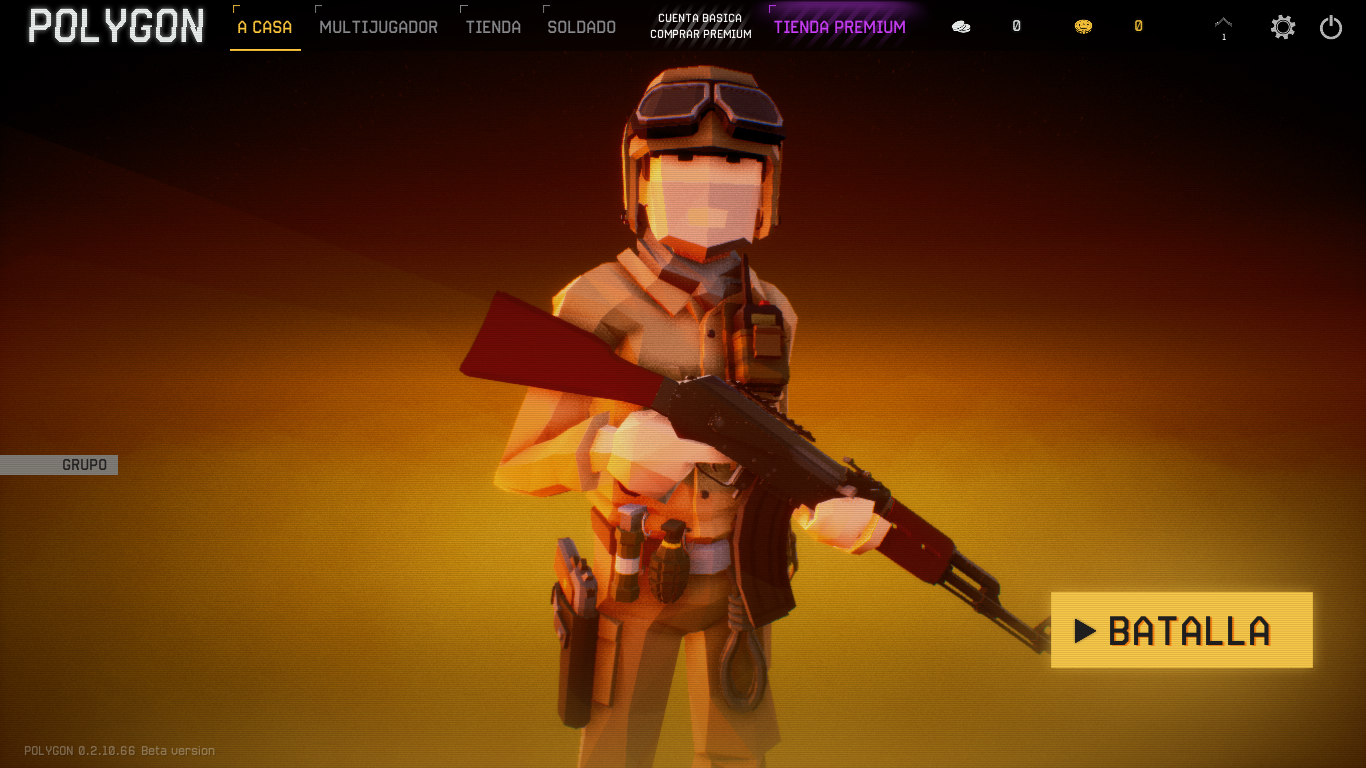 POLYGON
A CASA
MULTIJUGADOR
TIENDA
SOLDADO
CUENTA BASICA
COMPRAR PREMIUM
TIENDA PREMIUM
0
0
1
GRUPO
BATALLA
POLYGON 0.2.10.66 Beta version